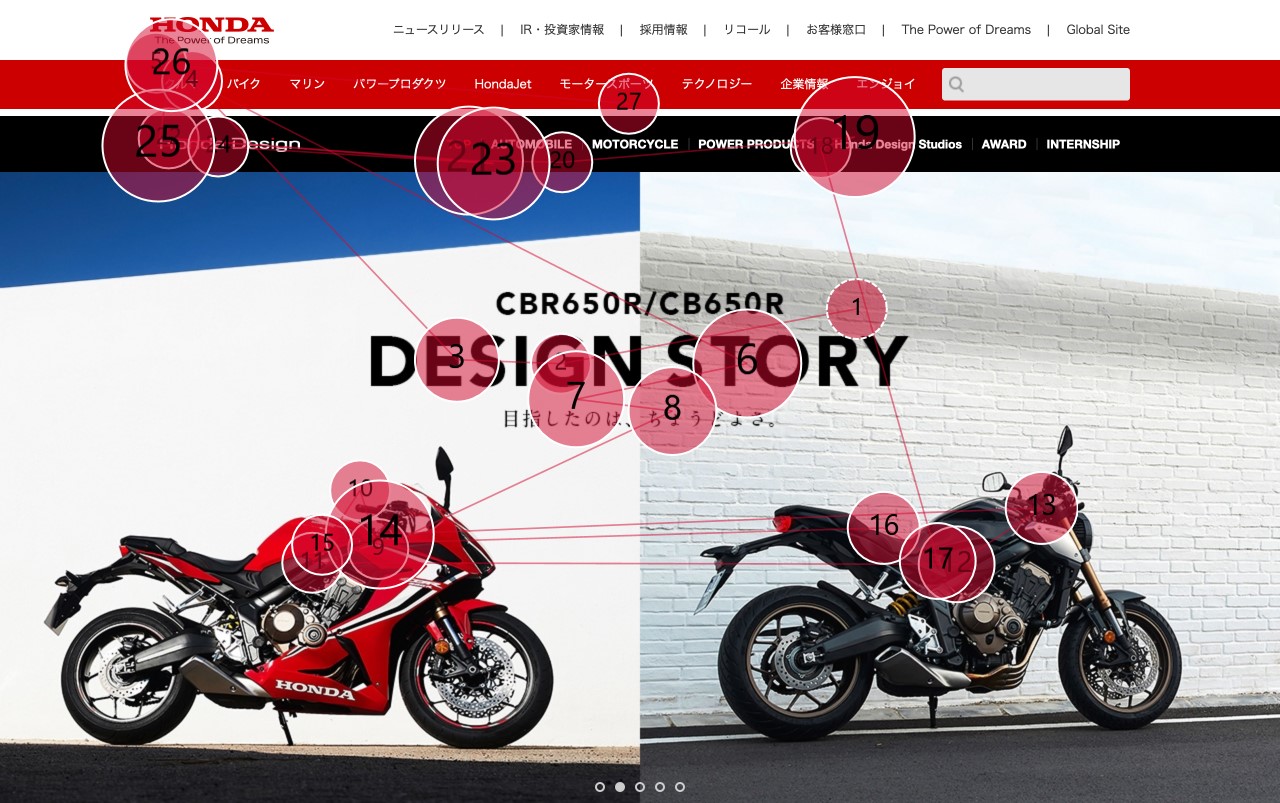 HONDA
The Power of Dreams
ニュースリリース | IR・投資家情報 | 採用情報 | リコール | お客様窓口 | The Power of Dreams | Global Site
バイク マリン パワープロダクツ HondaJet モータースポーツ テクノロジー 企業情報 エンジョイ
Honda Design
AUTOMOBILE MOTORCYCLE POWER PRODUCTS Honda Design Studios AWARD INTERNSHIP
26
27
25
24
23
20
18
19
CBR650R/CB650R
1
DESIGN STORY
3
2
6
7
8
目指したのは、ちょうどよさ。
10
14
15
11
9
16
13
17
12
HONDA